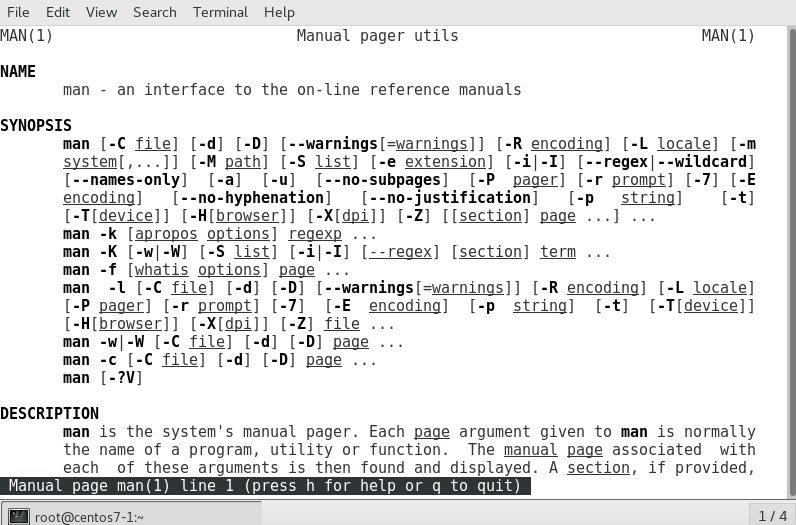 File Edit View Search Terminal Help
MAN(1) Manual pager utils MAN(1)
NAME
man - an interface to the on-line reference manuals
SYNOPSIS
man [-C file] [-d] [-D] [--warnings[=warnings]] [-R encoding] [-L locale] [-m
system[,...]] [-M path] [-S list] [-e extension] [-i|-I] [--regex|--wildcard]
[--names-only] [-a] [-u] [--no-subpages] [-P pager] [-r prompt] [-7] [-E
encoding] [--no-hyphenation] [--no-justification] [-p string] [-t]
[-T[device]] [-H[browser]] [-X[dpi]] [-Z] [[section] page ...] ...
man -k [apropos options] regexp ...
man -K [-w|-W] [-S list] [-i|-I] [--regex] [section] term ...
man -f [whatis options] page ...
man -l [-C file] [-d] [-D] [--warnings[=warnings]] [-R encoding] [-L locale]
[-P pager] [-r prompt] [-7] [-E encoding] [-p string] [-t] [-T[device]]
[-H[browser]] [-X[dpi]] [-Z] file ...
man -w|-W [-C file] [-d] [-D] page ...
man -c [-C file] [-d] [-D] page ...
man [-?V]
DESCRIPTION
man is the system's manual pager. Each page argument given to man is normally
the name of a program, utility or function. The manual page associated with
each of these arguments is then found and displayed. A section, if provided,
Manual page man(1) line 1 (press h for help or q to quit)
root@centos7-1:~ 1 / 4